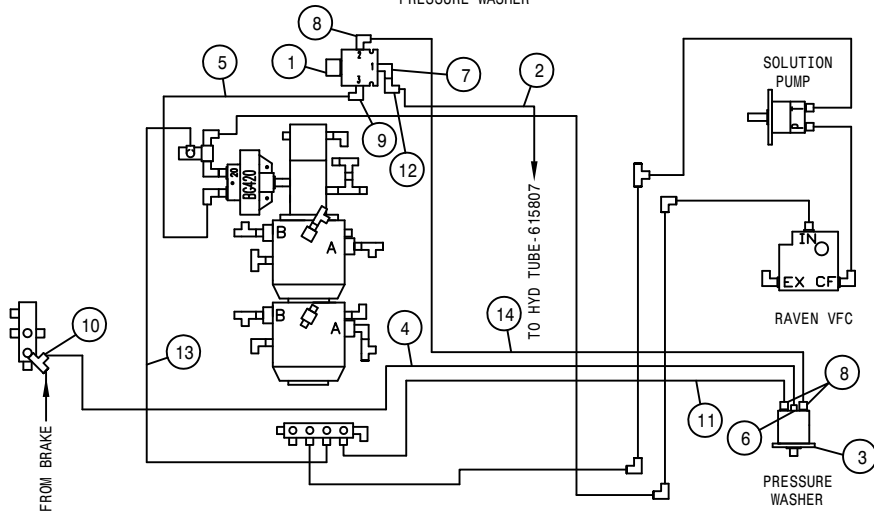 PRESSURE WASHER
8
2
1
3
1
5
7
2
9
12
SOLUTION
PUMP
20
BG420
B
A
B
A
TO HYD TUBE-615807
IN
EX CF
RAVEN VFC
10
13
14
4
11
8
6
3
FROM BRAKE
PRESSURE
WASHER